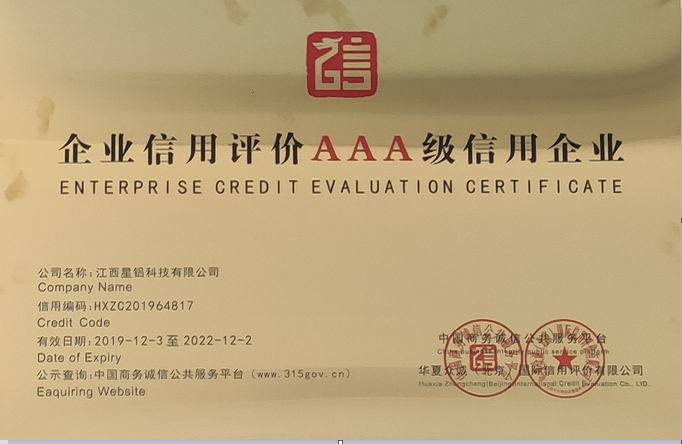 企业信用评价AAA级信用企业
ENTERPRISE CREDIT EVALUATION CERTIFICATE
公司名称:江西星铝科技有限公司
Company Name
信用编码:HXZC201964817
Credit Code
有效日期:2019-12-3至2022-12-2
Date of Expiry
公示查询:中国商务诚信公共服务平台(www.315gov.cn)
Eaquiring Website
中国商务诚信公共服务平台
华夏众诚(北京)国际信用评价有限公司
Huaxia Zhongcheng(Beijing)International Credit Evaluation Co., LTD.